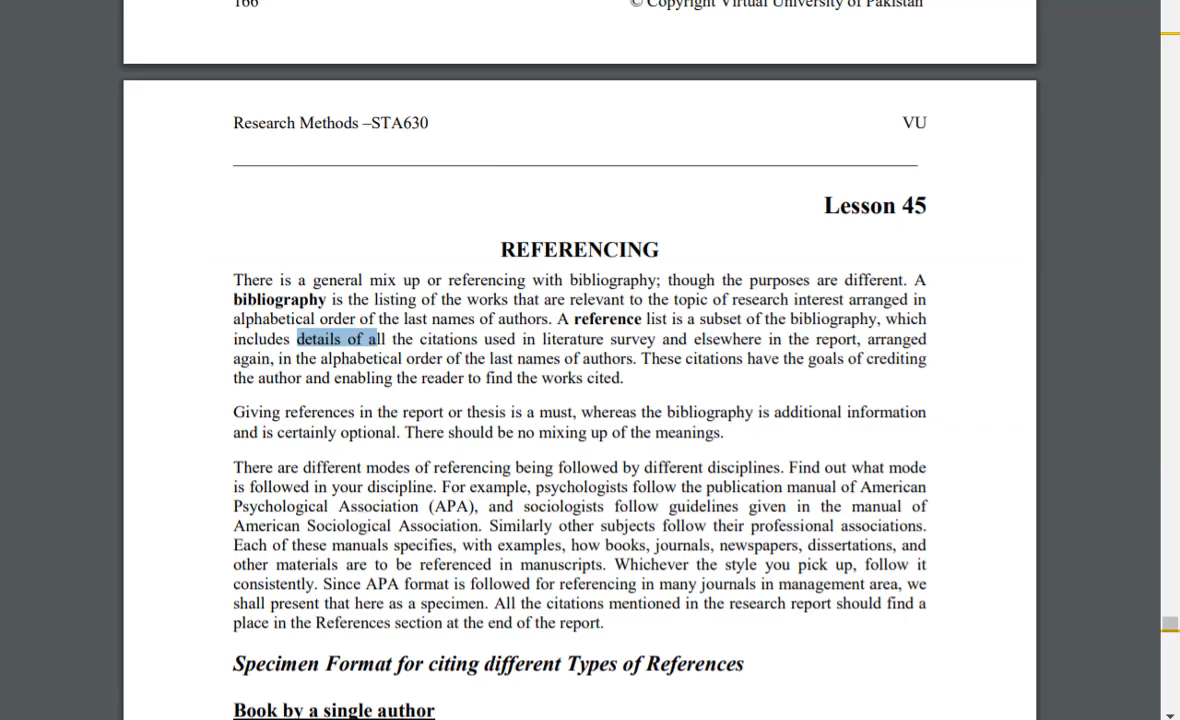 166
© Copyright Virtual University of Pakistan
Research Methods –STA630
VU
Lesson 45
REFERENCING
There is a general mix up or referencing with bibliography; though the purposes are different. A
bibliography is the listing of the works that are relevant to the topic of research interest arranged in
alphabetical order of the last names of authors. A reference list is a subset of the bibliography, which
includes details of all the citations used in literature survey and elsewhere in the report, arranged
again, in the alphabetical order of the last names of authors. These citations have the goals of crediting
the author and enabling the reader to find the works cited.
Giving references in the report or thesis is a must, whereas the bibliography is additional information
and is certainly optional. There should be no mixing up of the meanings.
There are different modes of referencing being followed by different disciplines. Find out what mode
is followed in your discipline. For example, psychologists follow the publication manual of American
Psychological Association (APA), and sociologists follow guidelines given in the manual of
American Sociological Association. Similarly other subjects follow their professional associations.
Each of these manuals specifies, with examples, how books, journals, newspapers, dissertations, and
other materials are to be referenced in manuscripts. Whichever the style you pick up, follow it
consistently. Since APA format is followed for referencing in many journals in management area, we
shall present that here as a specimen. All the citations mentioned in the research report should find a
place in the References section at the end of the report.
Specimen Format for citing different Types of References
Book by a single author